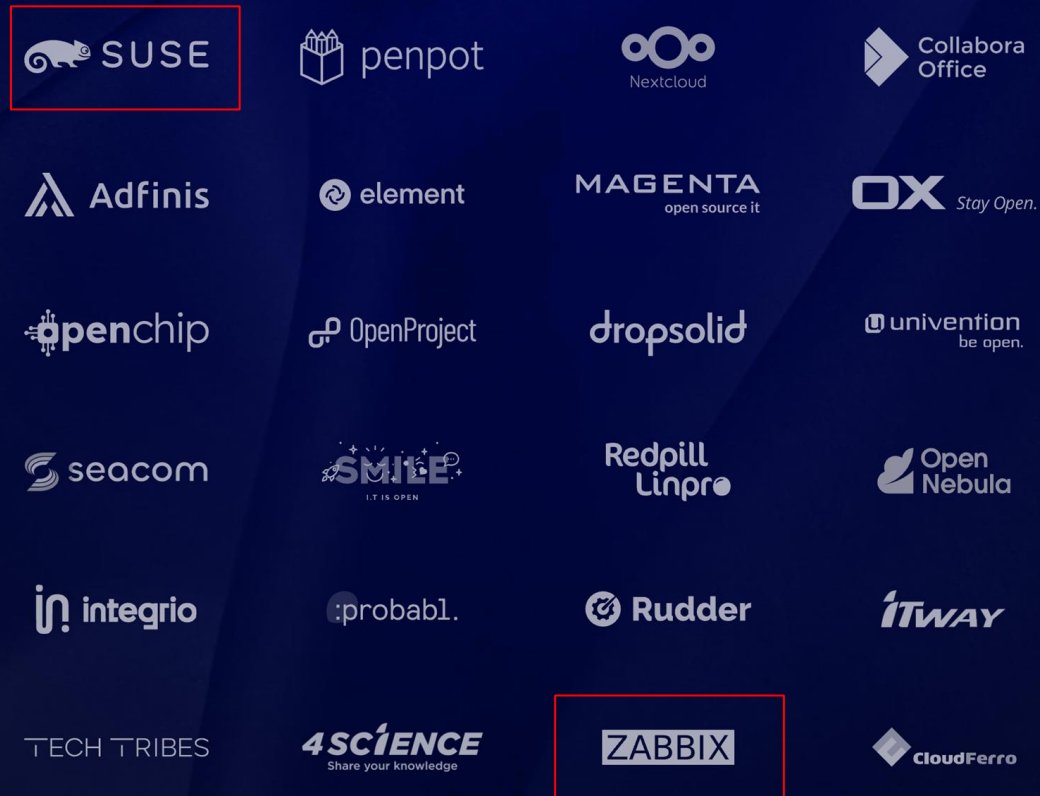 SUSE
penpot
Nextcloud
Collabora
Office
Adfinis
element
MAGENTA
open source it
OX Stay Open.
openchip
OpenProject
dropsolid
univention
be open.
seacom
SMILE
I.T IS OPEN
Redpill
Linpro
Open
Nebula
integrio
:probabl.
Rudder
iTWAY
TECH TRIBES
4SCIENCE
Share your knowledge
ZABBIX
CloudFerro